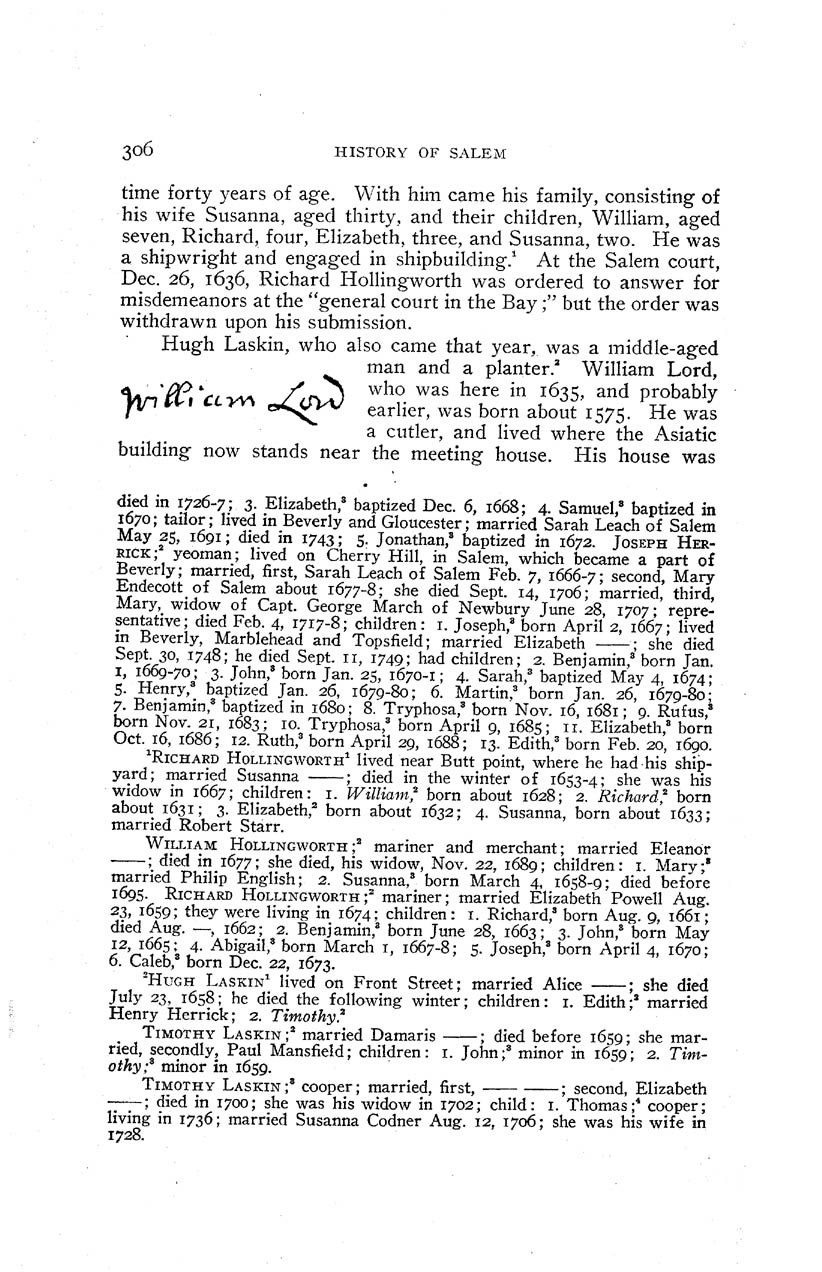 306 HISTORY OF SALEM
time forty years of age. With him came his family, consisting of
his wife Susanna, aged thirty, and their children, William, aged
seven, Richard, four, Elizabeth, three, and Susanna, two. He was
a shipwright and engaged in shipbuilding.¹ At the Salem court,
Dec. 26, 1636, Richard Hollingworth was ordered to answer for
misdemeanors at the "general court in the Bay;" but the order was
withdrawn upon his submission.
Hugh Laskin, who also came that year, was a middle-aged
man and a planter.² William Lord,
who was here in 1635, and probably
William Lord
earlier, was born about 1575. He was
a cutler, and lived where the Asiatic
building now stands near the meeting house. His house was
died in 1726-7; 3. Elizabeth,³ baptized Dec. 6, 1668; 4. Samuel,³ baptized in
1670; tailor; lived in Beverly and Gloucester; married Sarah Leach of Salem
May 25, 1691; died in 1743; 5. Jonathan,³ baptized in 1672. JOSEPH HER-
RICK;² yeoman; lived on Cherry Hill, in Salem, which became a part of
Beverly; married, first, Sarah Leach of Salem Feb. 7, 1666-7; second, Mary
Endecott of Salem about 1677-8; she died Sept. 14, 1706; married, third,
Mary, widow of Capt. George March of Newbury June 28, 1707; repre-
sentative; died Feb. 4, 1717-8; children: 1. Joseph,³ born April 2, 1667; lived
in Beverly, Marblehead and Topsfield; married Elizabeth ——; she died
Sept. 30, 1748; he died Sept. 11, 1749; had children; 2. Benjamin,³ born Jan.
1, 1669-70; 3. John,³ born Jan. 25, 1670-1; 4. Sarah,³ baptized May 4, 1674;
5. Henry,³ baptized Jan. 26, 1679-80; 6. Martin,³ born Jan. 26, 1679-80;
7. Benjamin,³ baptized in 1680; 8. Tryphosa,³ born Nov. 16, 1681; 9. Rufus,³
born Nov. 21, 1683; 10. Tryphosa,³ born April 9, 1685; 11. Elizabeth,³ born
Oct. 16, 1686; 12. Ruth,³ born April 29, 1688; 13. Edith,³ born Feb. 20, 1690.
¹RICHARD HOLLINGWORTH¹ lived near Butt point, where he had his ship-
yard; married Susanna ——; died in the winter of 1653-4; she was his
widow in 1667; children: 1. William,² born about 1628; 2. Richard,² born
about 1631; 3. Elizabeth,² born about 1632; 4. Susanna, born about 1633;
married Robert Starr.
WILLIAM HOLLINGWORTH;² mariner and merchant; married Eleanor
——; died in 1677; she died, his widow, Nov. 22, 1689; children: 1. Mary;³
married Philip English; 2. Susanna,³ born March 4, 1658-9; died before
1695. RICHARD HOLLINGWORTH;² mariner; married Elizabeth Powell Aug.
23, 1659; they were living in 1674; children: 1. Richard,³ born Aug. 9, 1661;
died Aug. —, 1662; 2. Benjamin,³ born June 28, 1663; 3. John,³ born May
12, 1665; 4. Abigail,³ born March 1, 1667-8; 5. Joseph,³ born April 4, 1670;
6. Caleb,³ born Dec. 22, 1673.
²HUGH LASKIN¹ lived on Front Street; married Alice ——; she died
July 23, 1658; he died the following winter; children: 1. Edith;² married
Henry Herrick; 2. Timothy.²
TIMOTHY LASKIN;² married Damaris ——; died before 1659; she mar-
ried, secondly, Paul Mansfield; children: 1. John;³ minor in 1659; 2. Tim-
othy;³ minor in 1659.
TIMOTHY LASKIN;³ cooper; married, first, —— ——; second, Elizabeth
——; died in 1700; she was his widow in 1702; child: 1. Thomas;⁴ cooper;
living in 1736; married Susanna Codner Aug. 12, 1706; she was his wife in
1728.